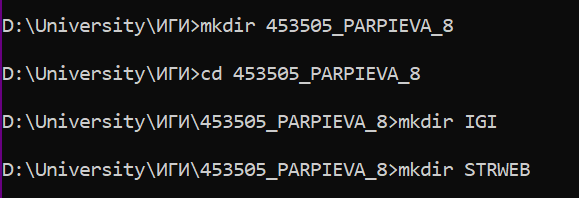 D:\University\ИГИ>mkdir 453505_PARPIEVA_8
D:\University\ИГИ>cd 453505_PARPIEVA_8
D:\University\ИГИ\453505_PARPIEVA_8>mkdir IGI
D:\University\ИГИ\453505_PARPIEVA_8>mkdir STRWEB